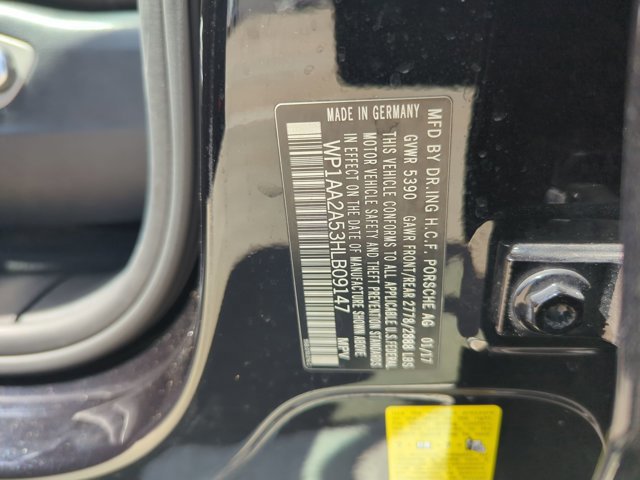 MADE IN GERMANY
MFD BY DR.ING H.C.F. PORSCHE AG 01/17
GVWR 5390 GAWR FRONT/REAR 2778/2888 LBS
THIS VEHICLE CONFORMS TO ALL APPLICABLE U.S. FEDERAL
MOTOR VEHICLE SAFETY AND THEFT PREVENTION STANDARDS
IN EFFECT ON THE DATE OF MANUFACTURE SHOWN ABOVE
WP1AA2A53HLB09147 MPV